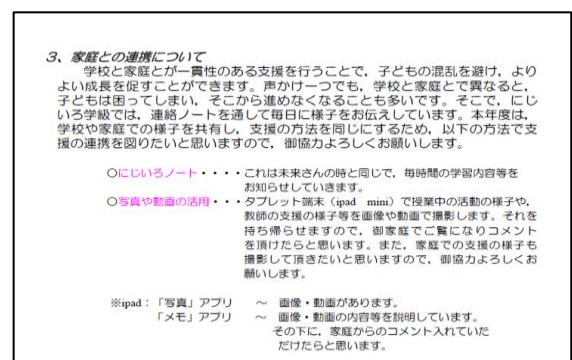 3、家庭との連携について
学校と家庭とが一貫性のある支援を行うことで，子どもの混乱を避け，より
よい成長を促すことができます。声かけ一つでも，学校と家庭とで異なると，
子どもは困ってしまい，そこから進めなくなることも多いです。そこで，にじ
いろ学級では，連絡ノートを通して毎日に様子をお伝えしています。本年度は，
学校や家庭での様子を共有し，支援の方法を同じにするため，以下の方法で支
援の連携を図りたいと思いますので，御協力よろしくお願いします。
○にじいろノート・・・・これは未来さんの時と同じで，毎時間の学習内容等を
お知らせしていきます。
○写真や動画の活用・・・タブレット端末（ipad mini）で授業中の活動の様子や，
教師の支援の様子等を画像や動画で撮影します。それを
持ち帰らせますので，御家庭でご覧になりコメント
を頂けたらと思います。また，家庭での支援の様子も
撮影して頂きたいと思いますので，御協力よろしくお
願いします。
※ipad：「写真」アプリ ～ 画像・動画があります。
「メモ」アプリ ～ 画像・動画の内容等を説明しています。
その下に，家庭からのコメント入れていた
だけたらと思います。